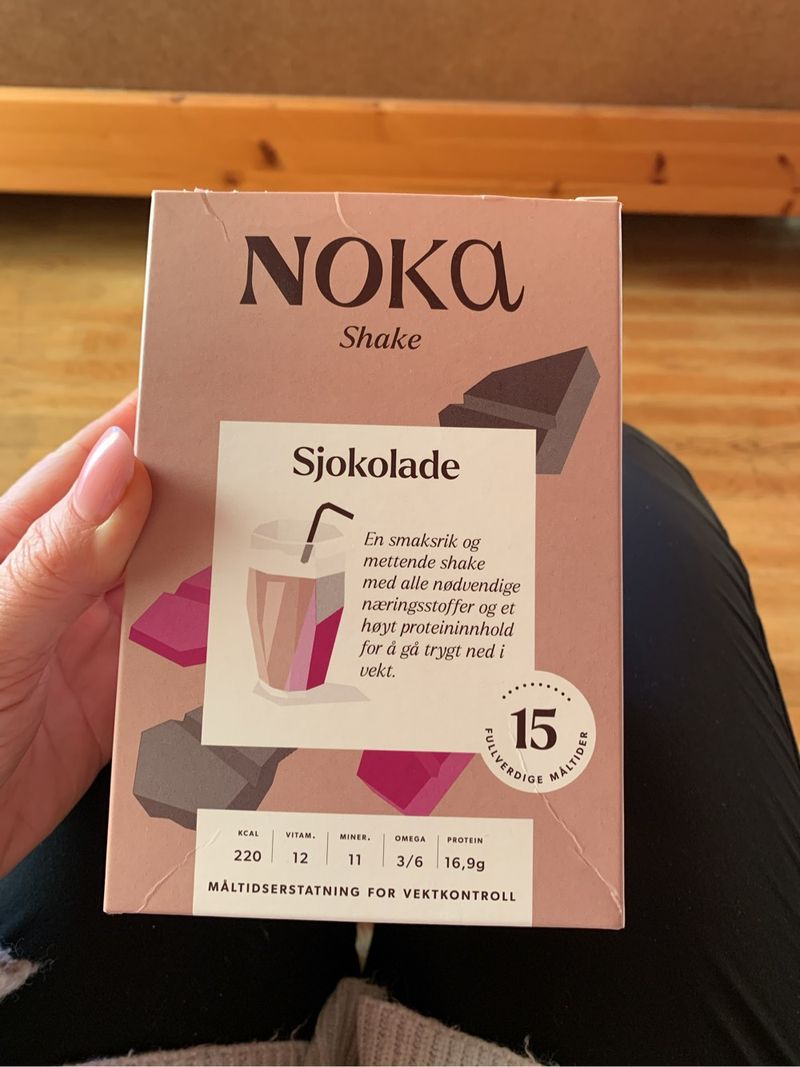 NOKA
Shake
Sjokolade
En smaksrik og
mettende shake
med alle nødvendige
næringsstoffer og et
høyt proteininnhold
for å gå trygt ned i
vekt.
15
FULLVERDIGE MÅLTIDER
KCAL VITAM. MINER. OMEGA PROTEIN
220 12 11 3/6 16,9g
MÅLTIDSERSTATNING FOR VEKTKONTROLL